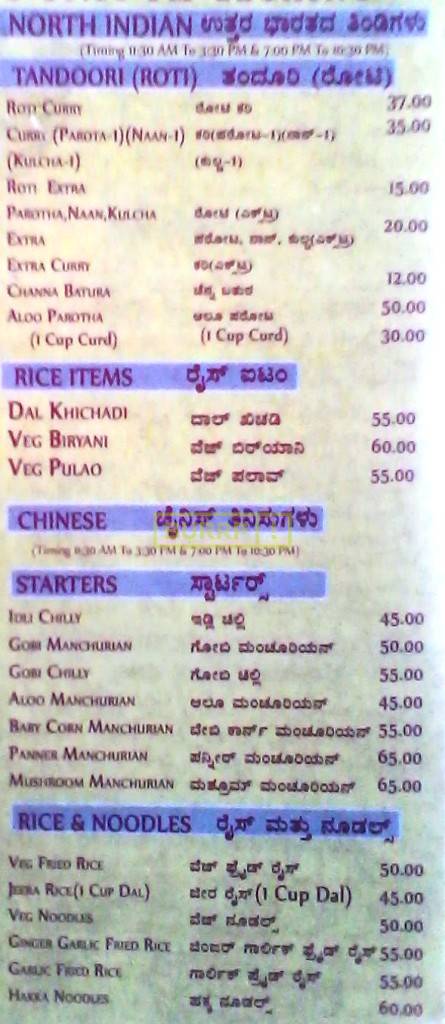 NORTH INDIAN ಉತ್ತರ ಭಾರತದ ತಿಂಡಿಗಳು
(Timing 11:30 AM To 3:30 PM & 7:00 PM To 10:30 PM)
TANDOORI (ROTI) ತಂದೂರಿ (ರೋಟಿ)
ROTI CURRY ರೋಟಿ ಕರಿ 37.00
CURRY (PAROTA-1)(NAAN-1) ಕರಿ(ಪರೋಟ-1)(ನಾನ್-1) 35.00
(KULCHA-1) (ಕುಲ್ಚ-1)
ROTI EXTRA 15.00
PAROTHA,NAAN,KULCHA ರೋಟಿ (ಎಕ್ಸ್‌ಟ್ರ)
EXTRA ಪರೋಟ, ನಾನ್, ಕುಲ್ಚ(ಎಕ್ಸ್‌ಟ್ರ) 20.00
EXTRA CURRY ಕರಿ(ಎಕ್ಸ್‌ಟ್ರ)
CHANNA BATURA ಚೆನ್ನ ಬತುರ 12.00
ALOO PAROTHA ಆಲೂ ಪರೋಟ 50.00
(1 Cup Curd) (1 Cup Curd) 30.00
RICE ITEMS ರೈಸ್ ಐಟಂ
DAL KHICHADI ದಾಲ್ ಖಿಚಡಿ 55.00
VEG BIRYANI ವೆಜ್ ಬಿರ್‌ಯಾನಿ 60.00
VEG PULAO ವೆಜ್ ಪಲಾವ್ 55.00
CHINESE ಚೈನಿಸ್ ತಿನಿಸುಗಳು
(Timing 11:30 AM To 3:30 PM & 7:00 PM To 10:30 PM)
STARTERS ಸ್ಟಾರ್ಟರ್ಸ್
IDLI CHILLY ಇಡ್ಲಿ ಚಿಲ್ಲಿ 45.00
GOBI MANCHURIAN ಗೋಬಿ ಮಂಚೂರಿಯನ್ 50.00
GOBI CHILLY ಗೋಬಿ ಚಿಲ್ಲಿ 55.00
ALOO MANCHURIAN ಆಲೂ ಮಂಚೂರಿಯನ್ 45.00
BABY CORN MANCHURIAN ಬೇಬಿ ಕಾರ್ನ್ ಮಂಚೂರಿಯನ್ 55.00
PANNER MANCHURIAN ಪನ್ನೀರ್ ಮಂಚೂರಿಯನ್ 65.00
MUSHROOM MANCHURIAN ಮಶ್ರೂಮ್ ಮಂಚೂರಿಯನ್ 65.00
RICE & NOODLES ರೈಸ್ ಮತ್ತು ನೂಡಲ್ಸ್
VEG FRIED RICE ವೆಜ್ ಫ್ರೈಡ್ ರೈಸ್ 50.00
JEERA RICE(1 CUP DAL) ಜೀರ ರೈಸ್(1 Cup Dal) 45.00
VEG NOODLES ವೆಜ್ ನೂಡಲ್ಸ್ 50.00
GINGER GARLIC FRIED RICE ಜಿಂಜರ್ ಗಾರ್ಲಿಕ್ ಫ್ರೈಡ್ ರೈಸ್ 55.00
GARLIC FRIED RICE ಗಾರ್ಲಿಕ್ ಫ್ರೈಡ್ ರೈಸ್ 55.00
HAKKA NOODLES ಹಕ್ಕ ನೂಡಲ್ಸ್ 60.00